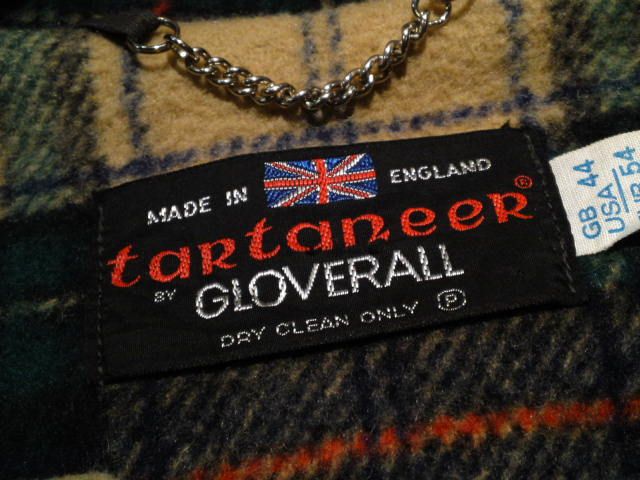 MADE IN ENGLAND
tartaneer®
BY GLOVERALL
DRY CLEAN ONLY Ⓟ
GB 44
USA 54